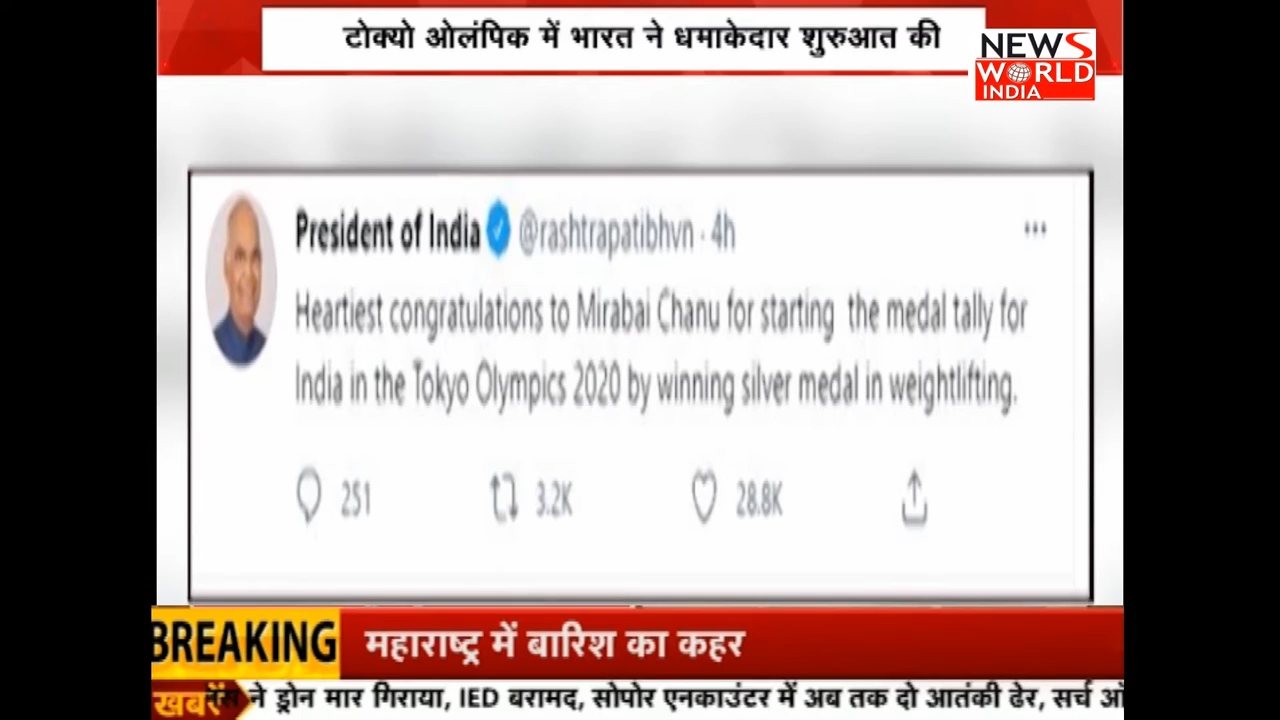 टोक्यो ओलंपिक में भारत ने धमाकेदार शुरुआत की
NEWS
WORLD
INDIA
President of India @rashtrapatibhvn · 4h
Heartiest congratulations to Mirabai Chanu for starting the medal tally for
India in the Tokyo Olympics 2020 by winning silver medal in weightlifting.
251 3.2K 28.8K
BREAKING महाराष्ट्र में बारिश का कहर
खबरें ने ड्रोन मार गिराया, IED बरामद, सोपोर एनकाउंटर में अब तक दो आतंकी ढेर, सर्च